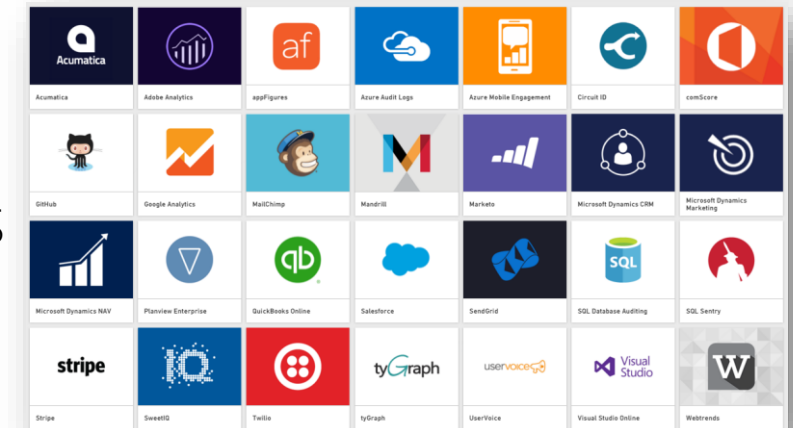 Acumatica
af
Acumatica
Adobe Analytics
appFigures
Azure Audit Logs
Azure Mobile Engagement
Circuit ID
comScore
GitHub
Google Analytics
MailChimp
Mandrill
Marketo
Microsoft Dynamics CRM
Microsoft Dynamics
Marketing
qb
SQL
Microsoft Dynamics NAV
Planview Enterprise
QuickBooks Online
Salesforce
SendGrid
SQL Database Auditing
SQL Sentry
stripe
IQ
tyGraph
uservoice
Visual
Studio
W
Stripe
SweetIQ
Twilio
tyGraph
UserVoice
Visual Studio Online
Webtrends